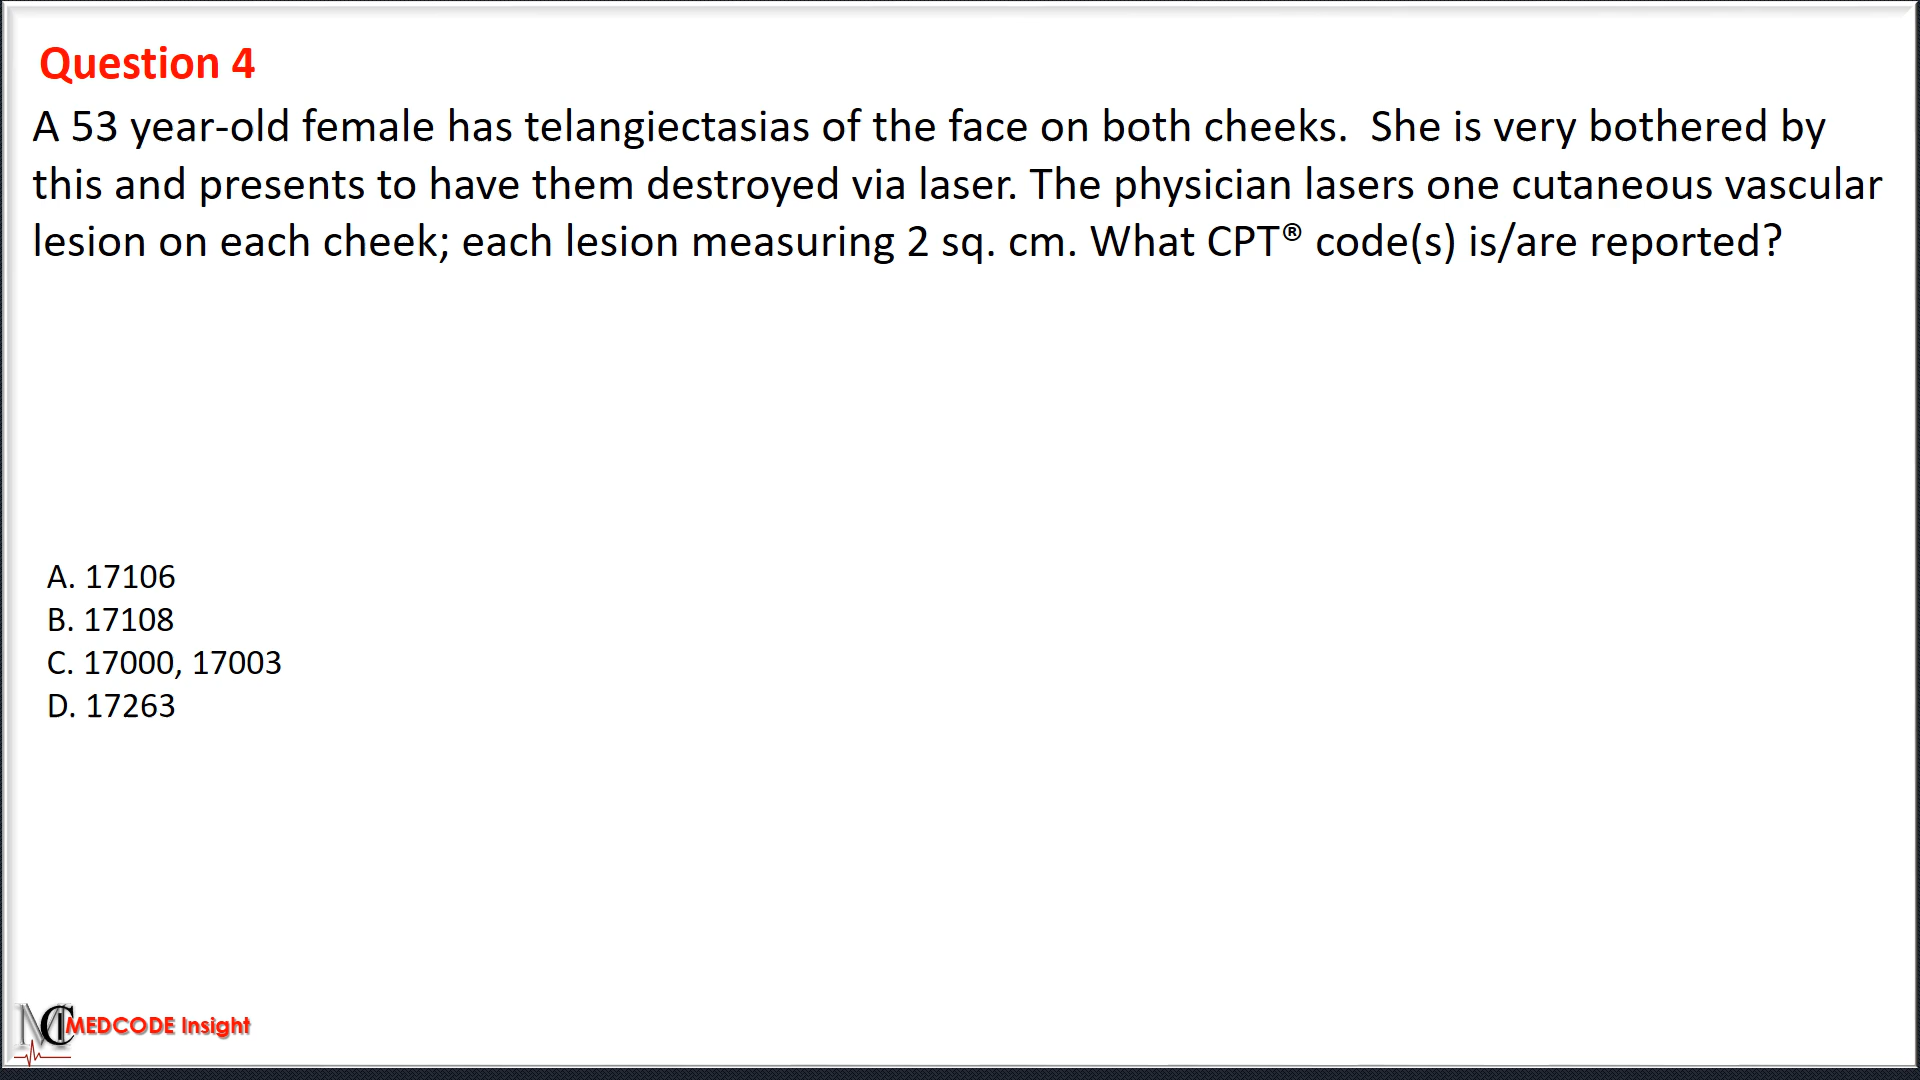 Question 4
A 53 year-old female has telangiectasias of the face on both cheeks.  She is very bothered by
this and presents to have them destroyed via laser. The physician lasers one cutaneous vascular
lesion on each cheek; each lesion measuring 2 sq. cm. What CPT® code(s) is/are reported?
A. 17106
B. 17108
C. 17000, 17003
D. 17263
MC MEDCODE Insight